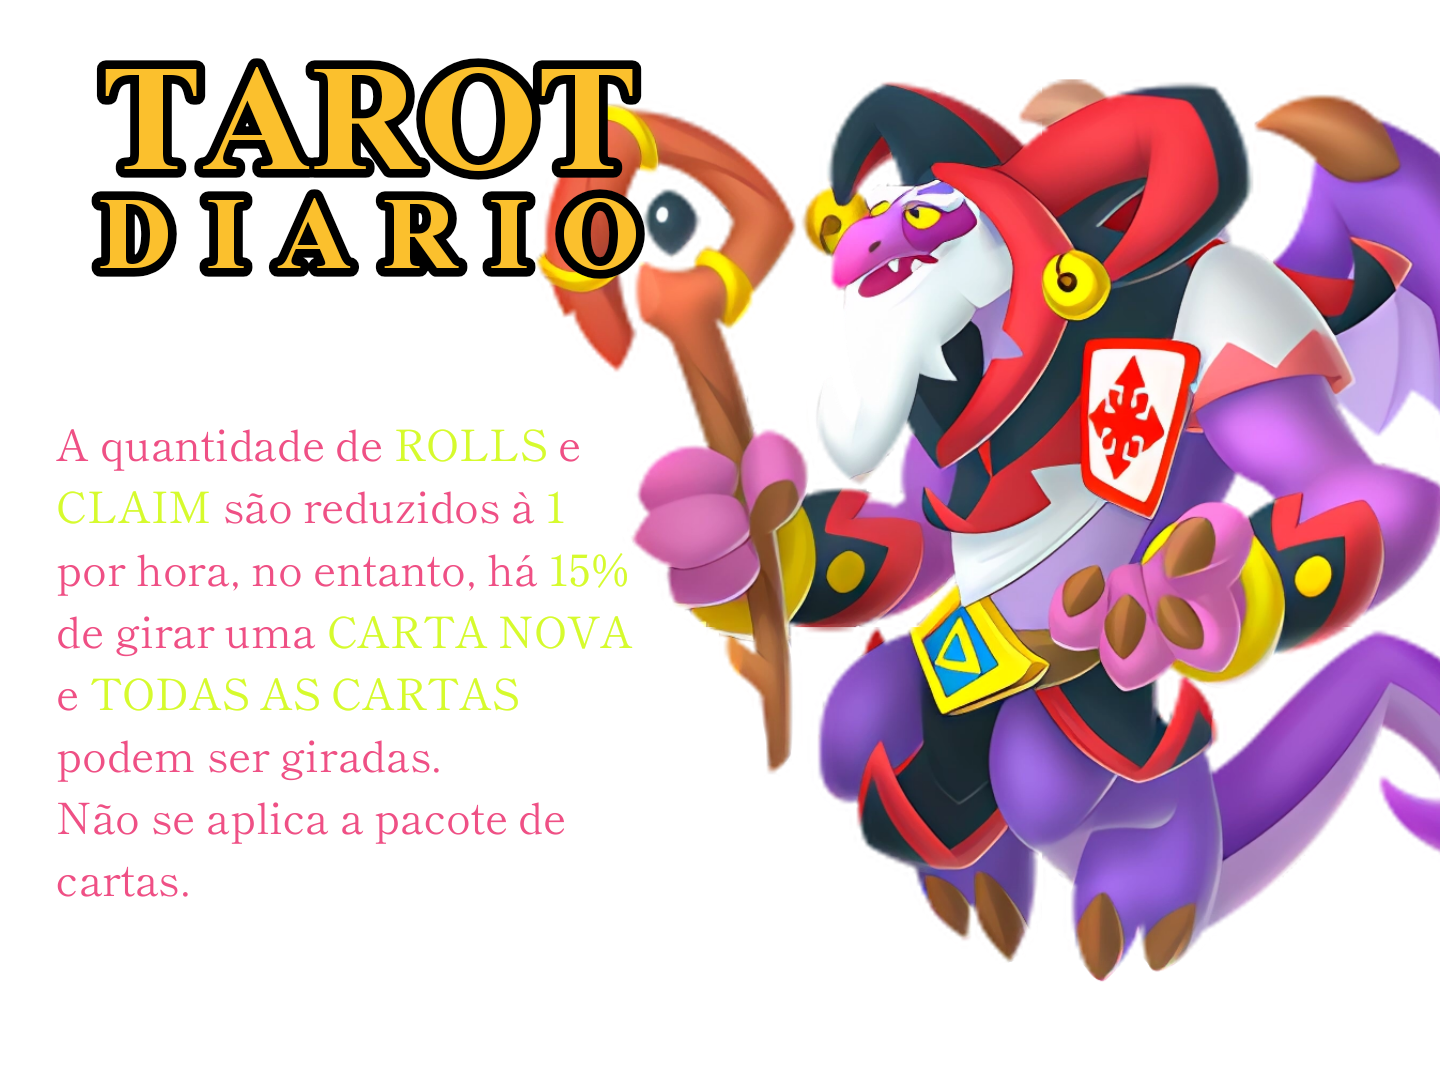 TAROT
DIARIO
A quantidade de ROLLS e
CLAIM são reduzidos à 1
por hora, no entanto, há 15%
de girar uma CARTA NOVA
e TODAS AS CARTAS
podem ser giradas.
Não se aplica a pacote de
cartas.